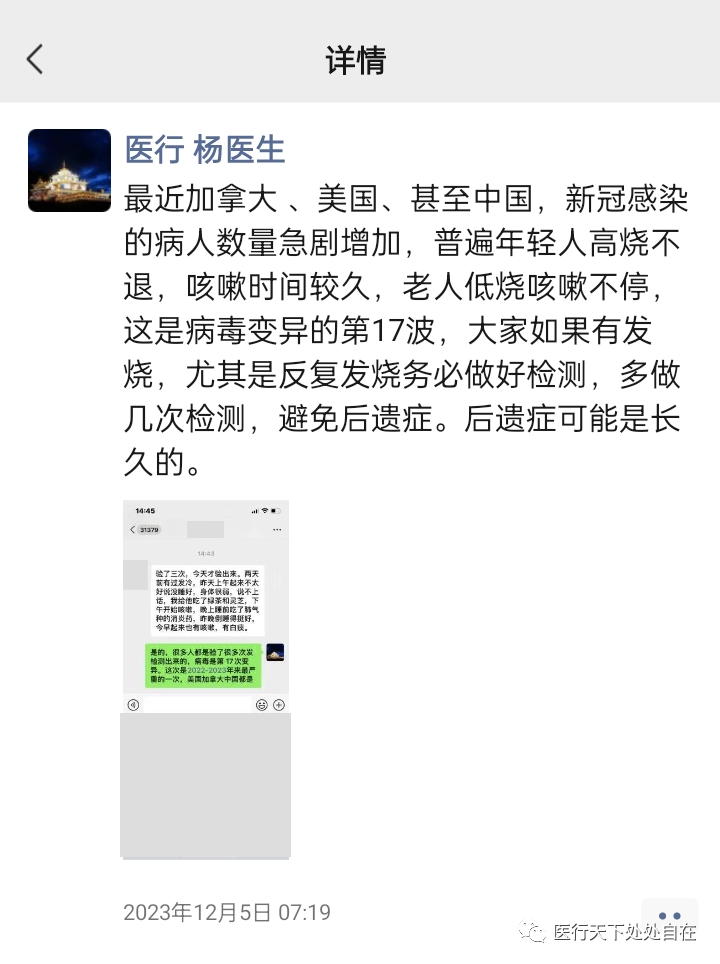 详情
医行 杨医生
最近加拿大 、美国、甚至中国，新冠感染
的病人数量急剧增加，普遍年轻人高烧不
退，咳嗽时间较久，老人低烧咳嗽不停，
这是病毒变异的第17波，大家如果有发
烧，尤其是反复发烧务必做好检测，多做
几次检测，避免后遗症。后遗症可能是长
久的。
14:45
31379
14:43
验了三次，今天才验出来。两天
前有过发冷，昨天上午起来不太
好说没睡好，身体很弱，说不上
话，我给他吃了绿茶和灵芝，下
午开始咳嗽，晚上睡前吃了肺气
种的消炎药，昨晚倒睡得挺好，
今早起来也有咳嗽，有白痰。
是的，很多人都是验了很多次发
检测出来的，病毒是第 17次变
异。这次是2022-2023年来最严
重的一次，美国加拿大中国都是
2023年12月5日 07:19
医行天下处处自在